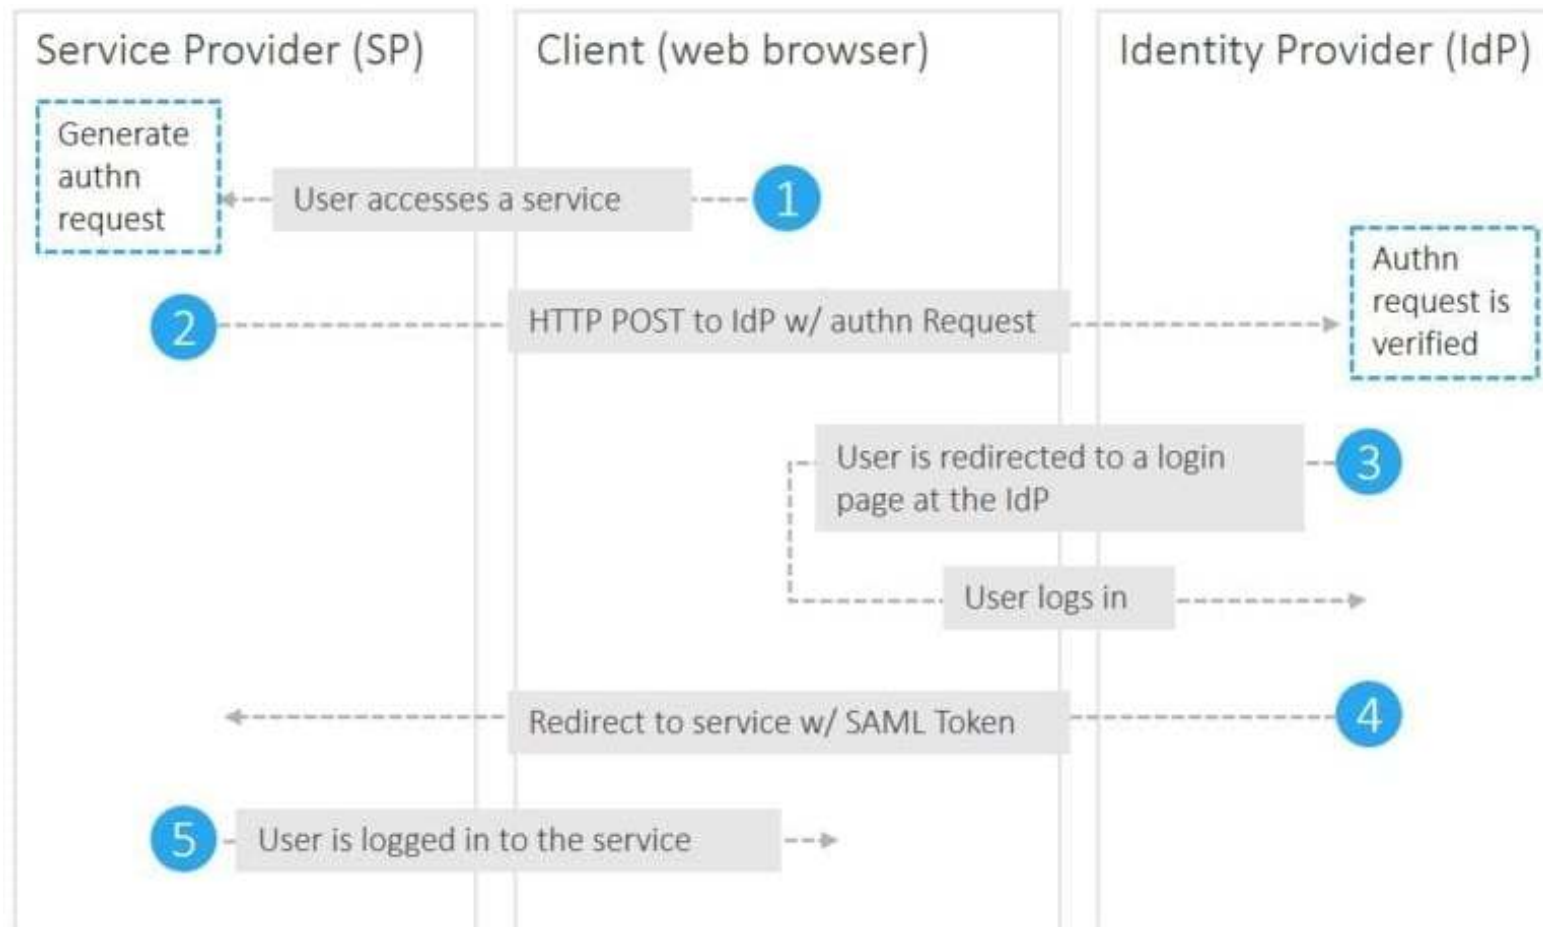 Service Provider (SP)
Client (web browser)
Identity Provider (IdP)
Generate
authn
request
User accesses a service
1
Authn
request is
verified
2
HTTP POST to IdP w/ authn Request
User is redirected to a login
page at the IdP
3
User logs in
Redirect to service w/ SAML Token
4
5
User is logged in to the service